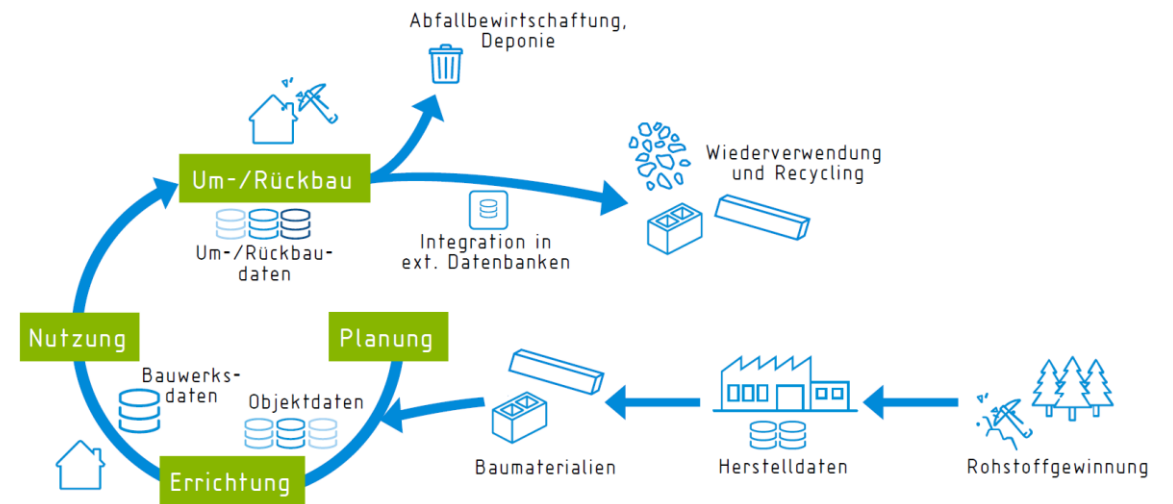 Abfallbewirtschaftung,
Deponie
Wiederverwendung
und Recycling
Um-/Rückbau
Integration in
ext. Datenbanken
Um-/Rückbau-
daten
Nutzung
Planung
Bauwerks-
daten
Objektdaten
Errichtung
Baumaterialien
Herstelldaten
Rohstoffgewinnung